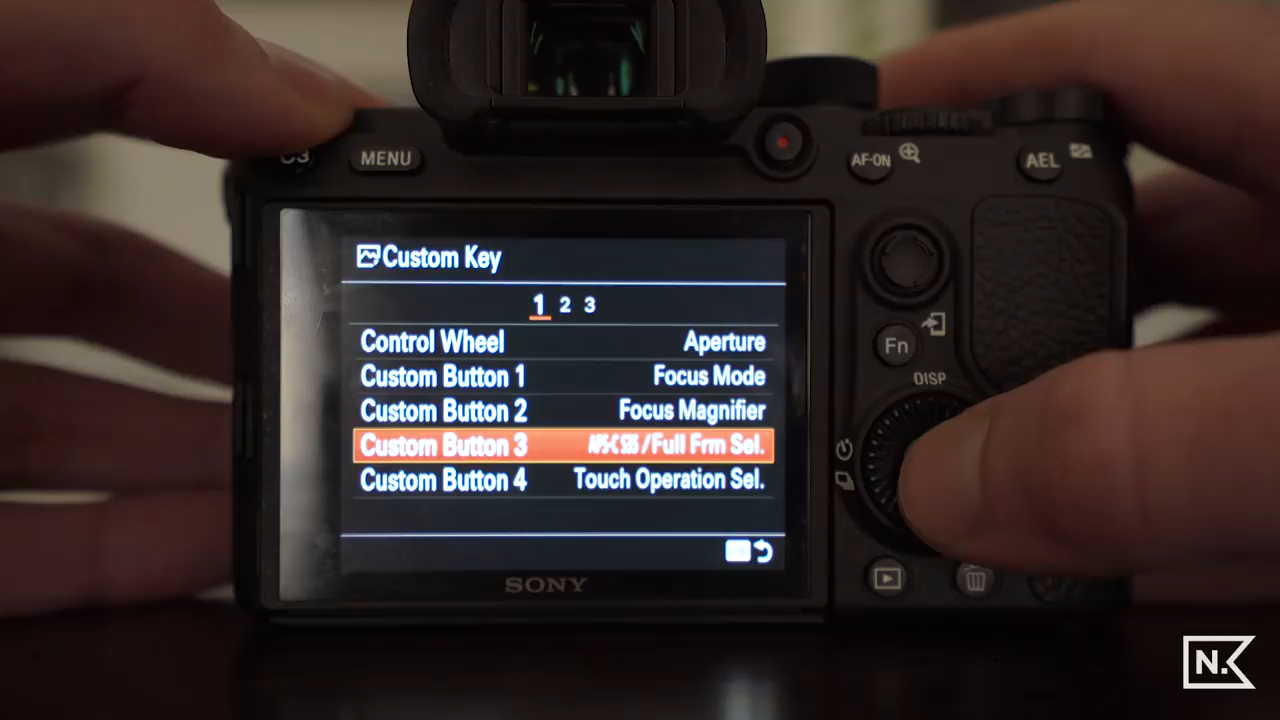 C3
MENU
AF-ON
AEL
Custom Key
1 2 3
Control Wheel Aperture
Custom Button 1 Focus Mode
Custom Button 2 Focus Magnifier
Custom Button 3 APS-C S35 /Full Frm Sel.
Custom Button 4 Touch Operation Sel.
Fn
DISP
SONY
N.